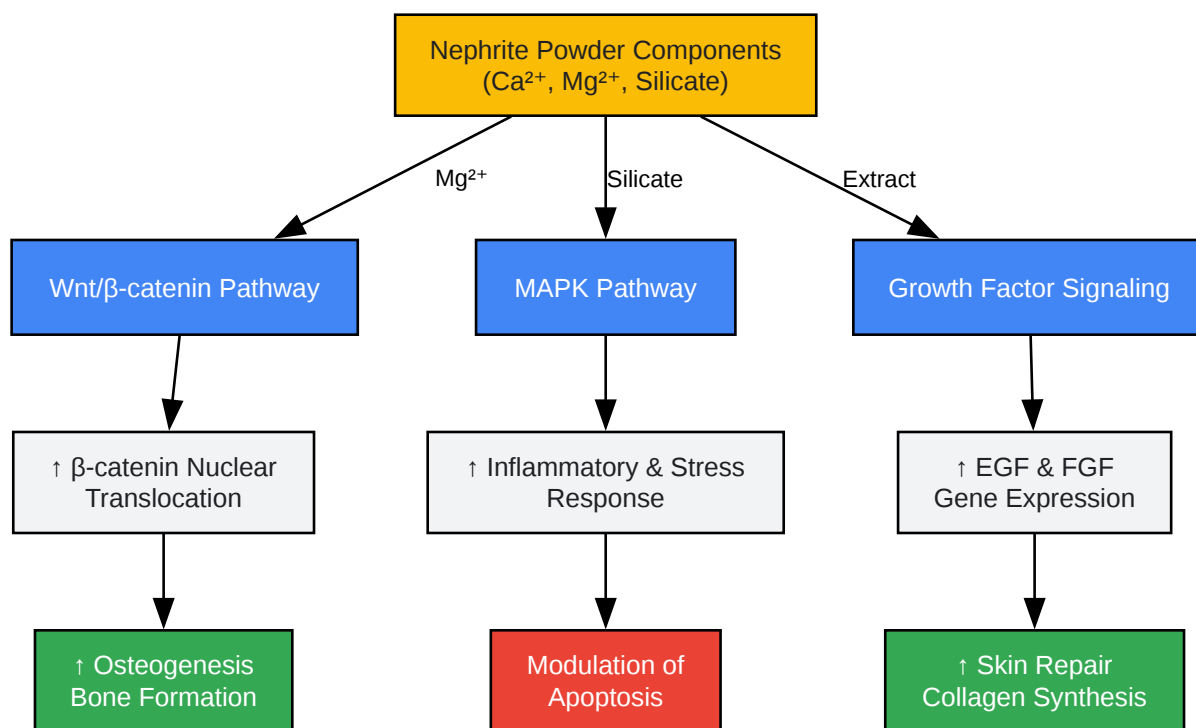 Nephrite Powder Components
(Ca²⁺, Mg²⁺, Silicate)
Mg²⁺
Silicate
Extract
Wnt/β-catenin Pathway
MAPK Pathway
Growth Factor Signaling
↑ β-catenin Nuclear
Translocation
↑ Inflammatory & Stress
Response
↑ EGF & FGF
Gene Expression
↑ Osteogenesis
Bone Formation
Modulation of
Apoptosis
↑ Skin Repair
Collagen Synthesis